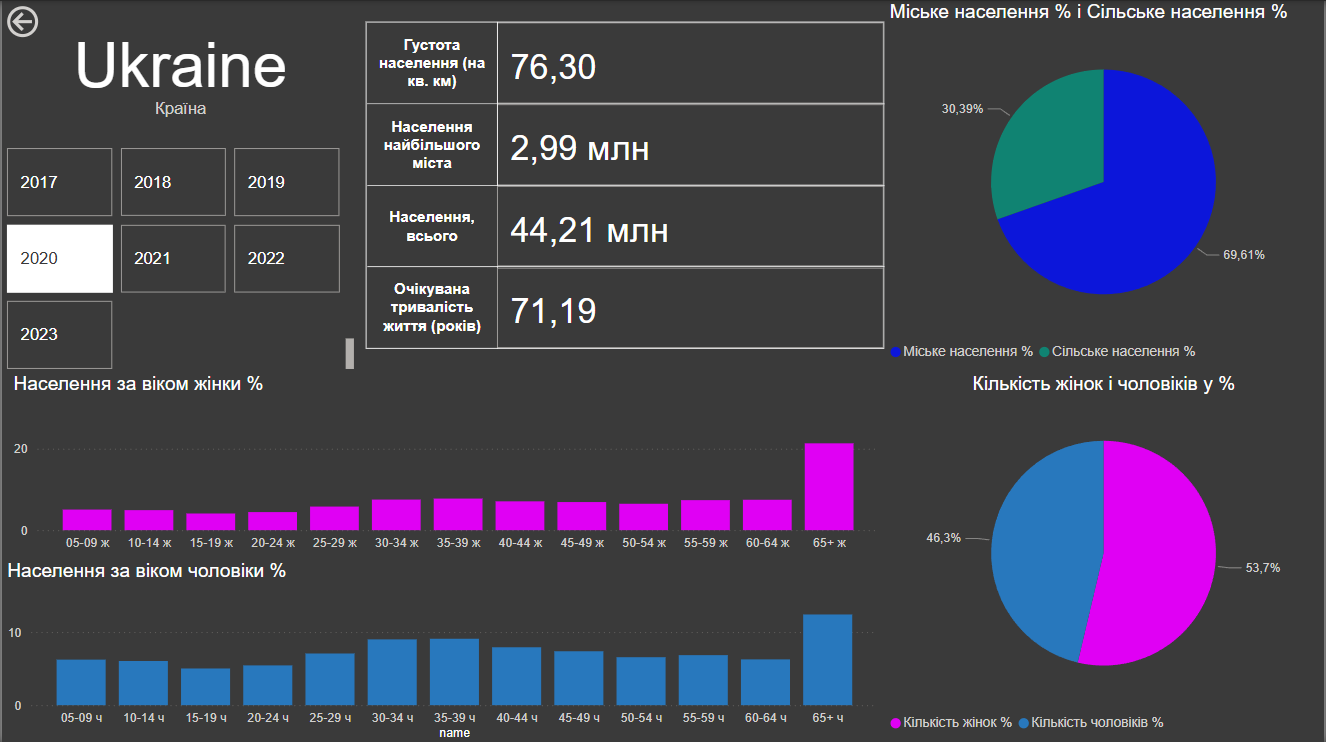 Ukraine
Країна
2017
2018
2019
2020
2021
2022
2023
Густота
населення (на
кв. км)
76,30
Населення
найбільшого
міста
2,99 млн
Населення,
всього
44,21 млн
Очікувана
тривалість
життя (років)
71,19
Міське населення % і Сільське населення %
30,39%
69,61%
Міське населення %
Сільське населення %
Населення за віком жінки %
20
0
05-09 ж
10-14 ж
15-19 ж
20-24 ж
25-29 ж
30-34 ж
35-39 ж
40-44 ж
45-49 ж
50-54 ж
55-59 ж
60-64 ж
65+ ж
Населення за віком чоловіки %
10
0
05-09 ч
10-14 ч
15-19 ч
20-24 ч
25-29 ч
30-34 ч
35-39 ч
40-44 ч
45-49 ч
50-54 ч
55-59 ч
60-64 ч
65+ ч
name
Кількість жінок і чоловіків у %
46,3%
53,7%
Кількість жінок %
Кількість чоловіків %